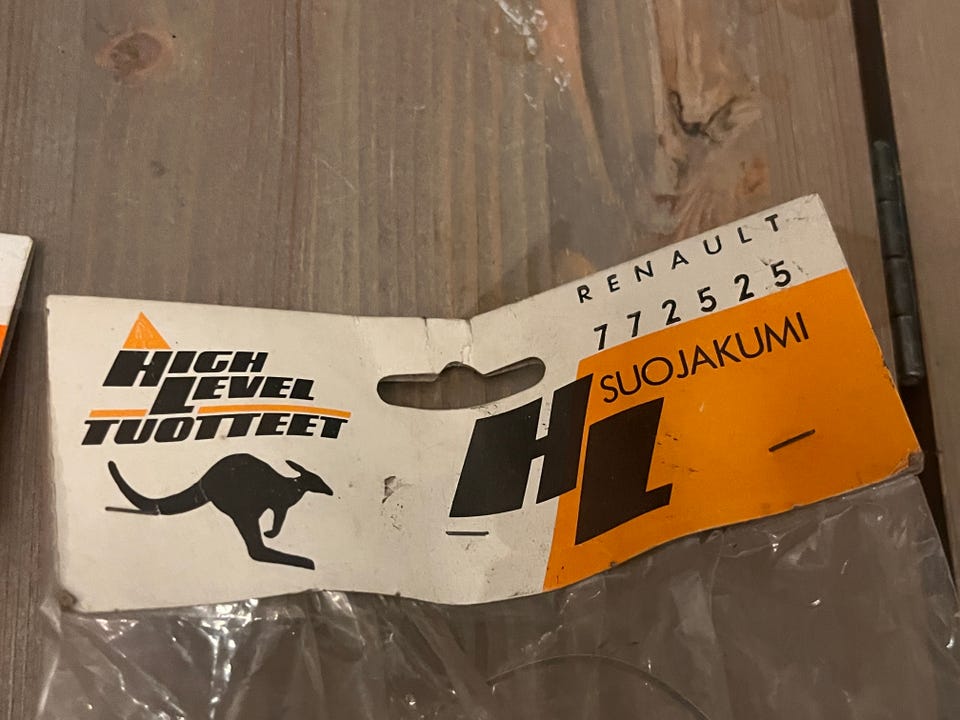 HIGH
LEVEL
TUOTTEET
RENAULT
772525
SUOJAKUMI
HL